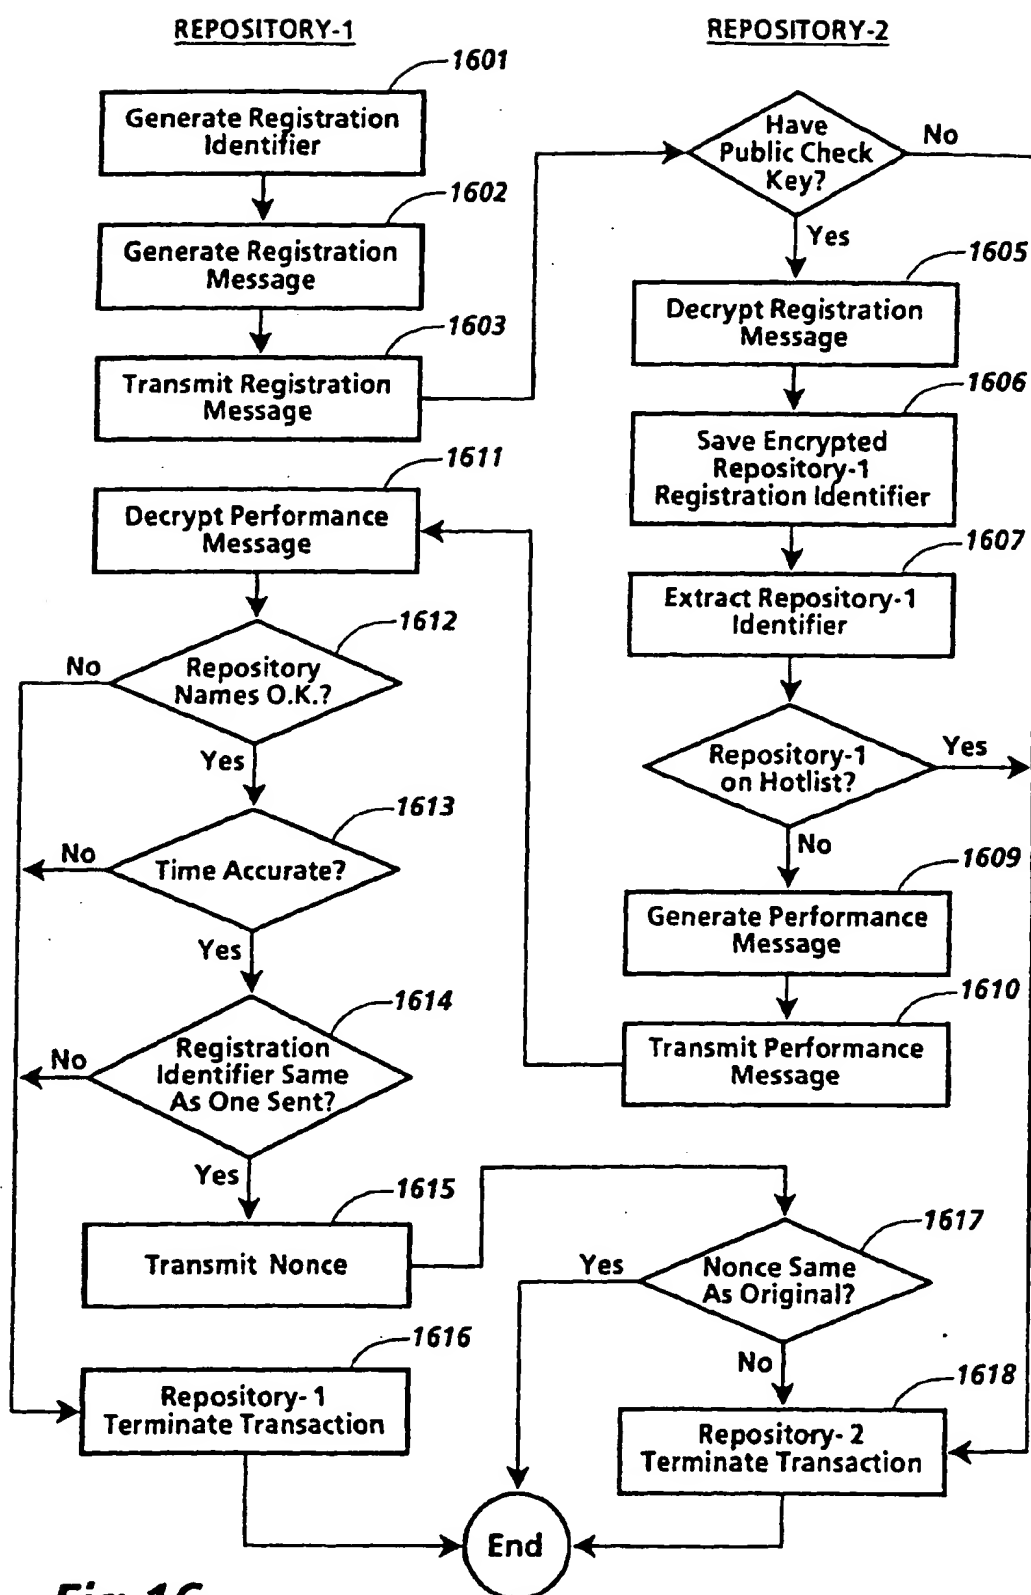 REPOSITORY-1
1601
Generate Registration
Identifier
1602
Generate Registration
Message
1603
Transmit Registration
Message
1611
Decrypt Performance
Message
1612
Repository
Names O.K.?
No
Yes
1613
Time Accurate?
No
Yes
1614
Registration
Identifier Same
As One Sent?
No
Yes
1615
Transmit Nonce
1616
Repository-1
Terminate Transaction
REPOSITORY-2
Have
Public Check
Key?
No
Yes
1605
Decrypt Registration
Message
1606
Save Encrypted
Repository-1
Registration Identifier
1607
Extract Repository-1
Identifier
Repository-1
on Hotlist?
Yes
No
1609
Generate Performance
Message
1610
Transmit Performance
Message
1617
Nonce Same
As Original?
Yes
No
1618
Repository-2
Terminate Transaction
End